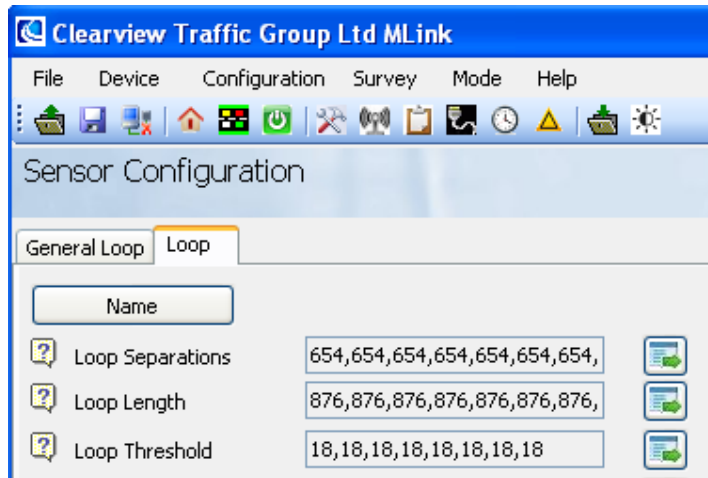 Clearview Traffic Group Ltd MLink
File Device Configuration Survey Mode Help
Sensor Configuration
General Loop Loop
Name
Loop Separations 654,654,654,654,654,654,654,
Loop Length 876,876,876,876,876,876,876,
Loop Threshold 18,18,18,18,18,18,18,18